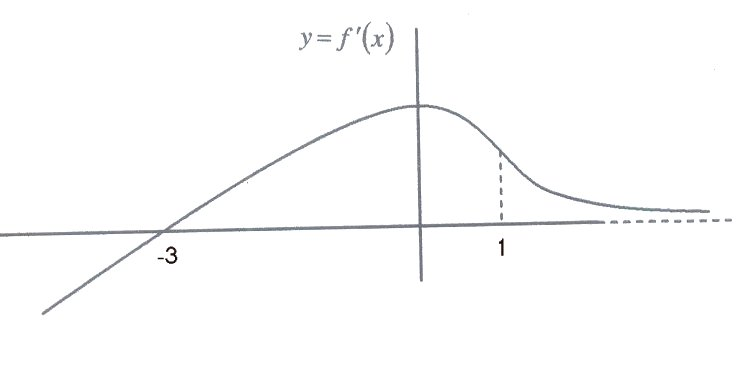 y = f'(x)
-3
1